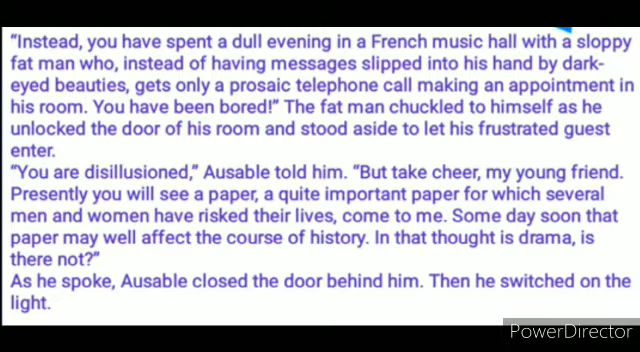 “Instead, you have spent a dull evening in a French music hall with a sloppy
fat man who, instead of having messages slipped into his hand by dark-
eyed beauties, gets only a prosaic telephone call making an appointment in
his room. You have been bored!” The fat man chuckled to himself as he
unlocked the door of his room and stood aside to let his frustrated guest
enter.
“You are disillusioned,” Ausable told him. “But take cheer, my young friend.
Presently you will see a paper, a quite important paper for which several
men and women have risked their lives, come to me. Some day soon that
paper may well affect the course of history. In that thought is drama, is
there not?”
As he spoke, Ausable closed the door behind him. Then he switched on the
light.
PowerDirector